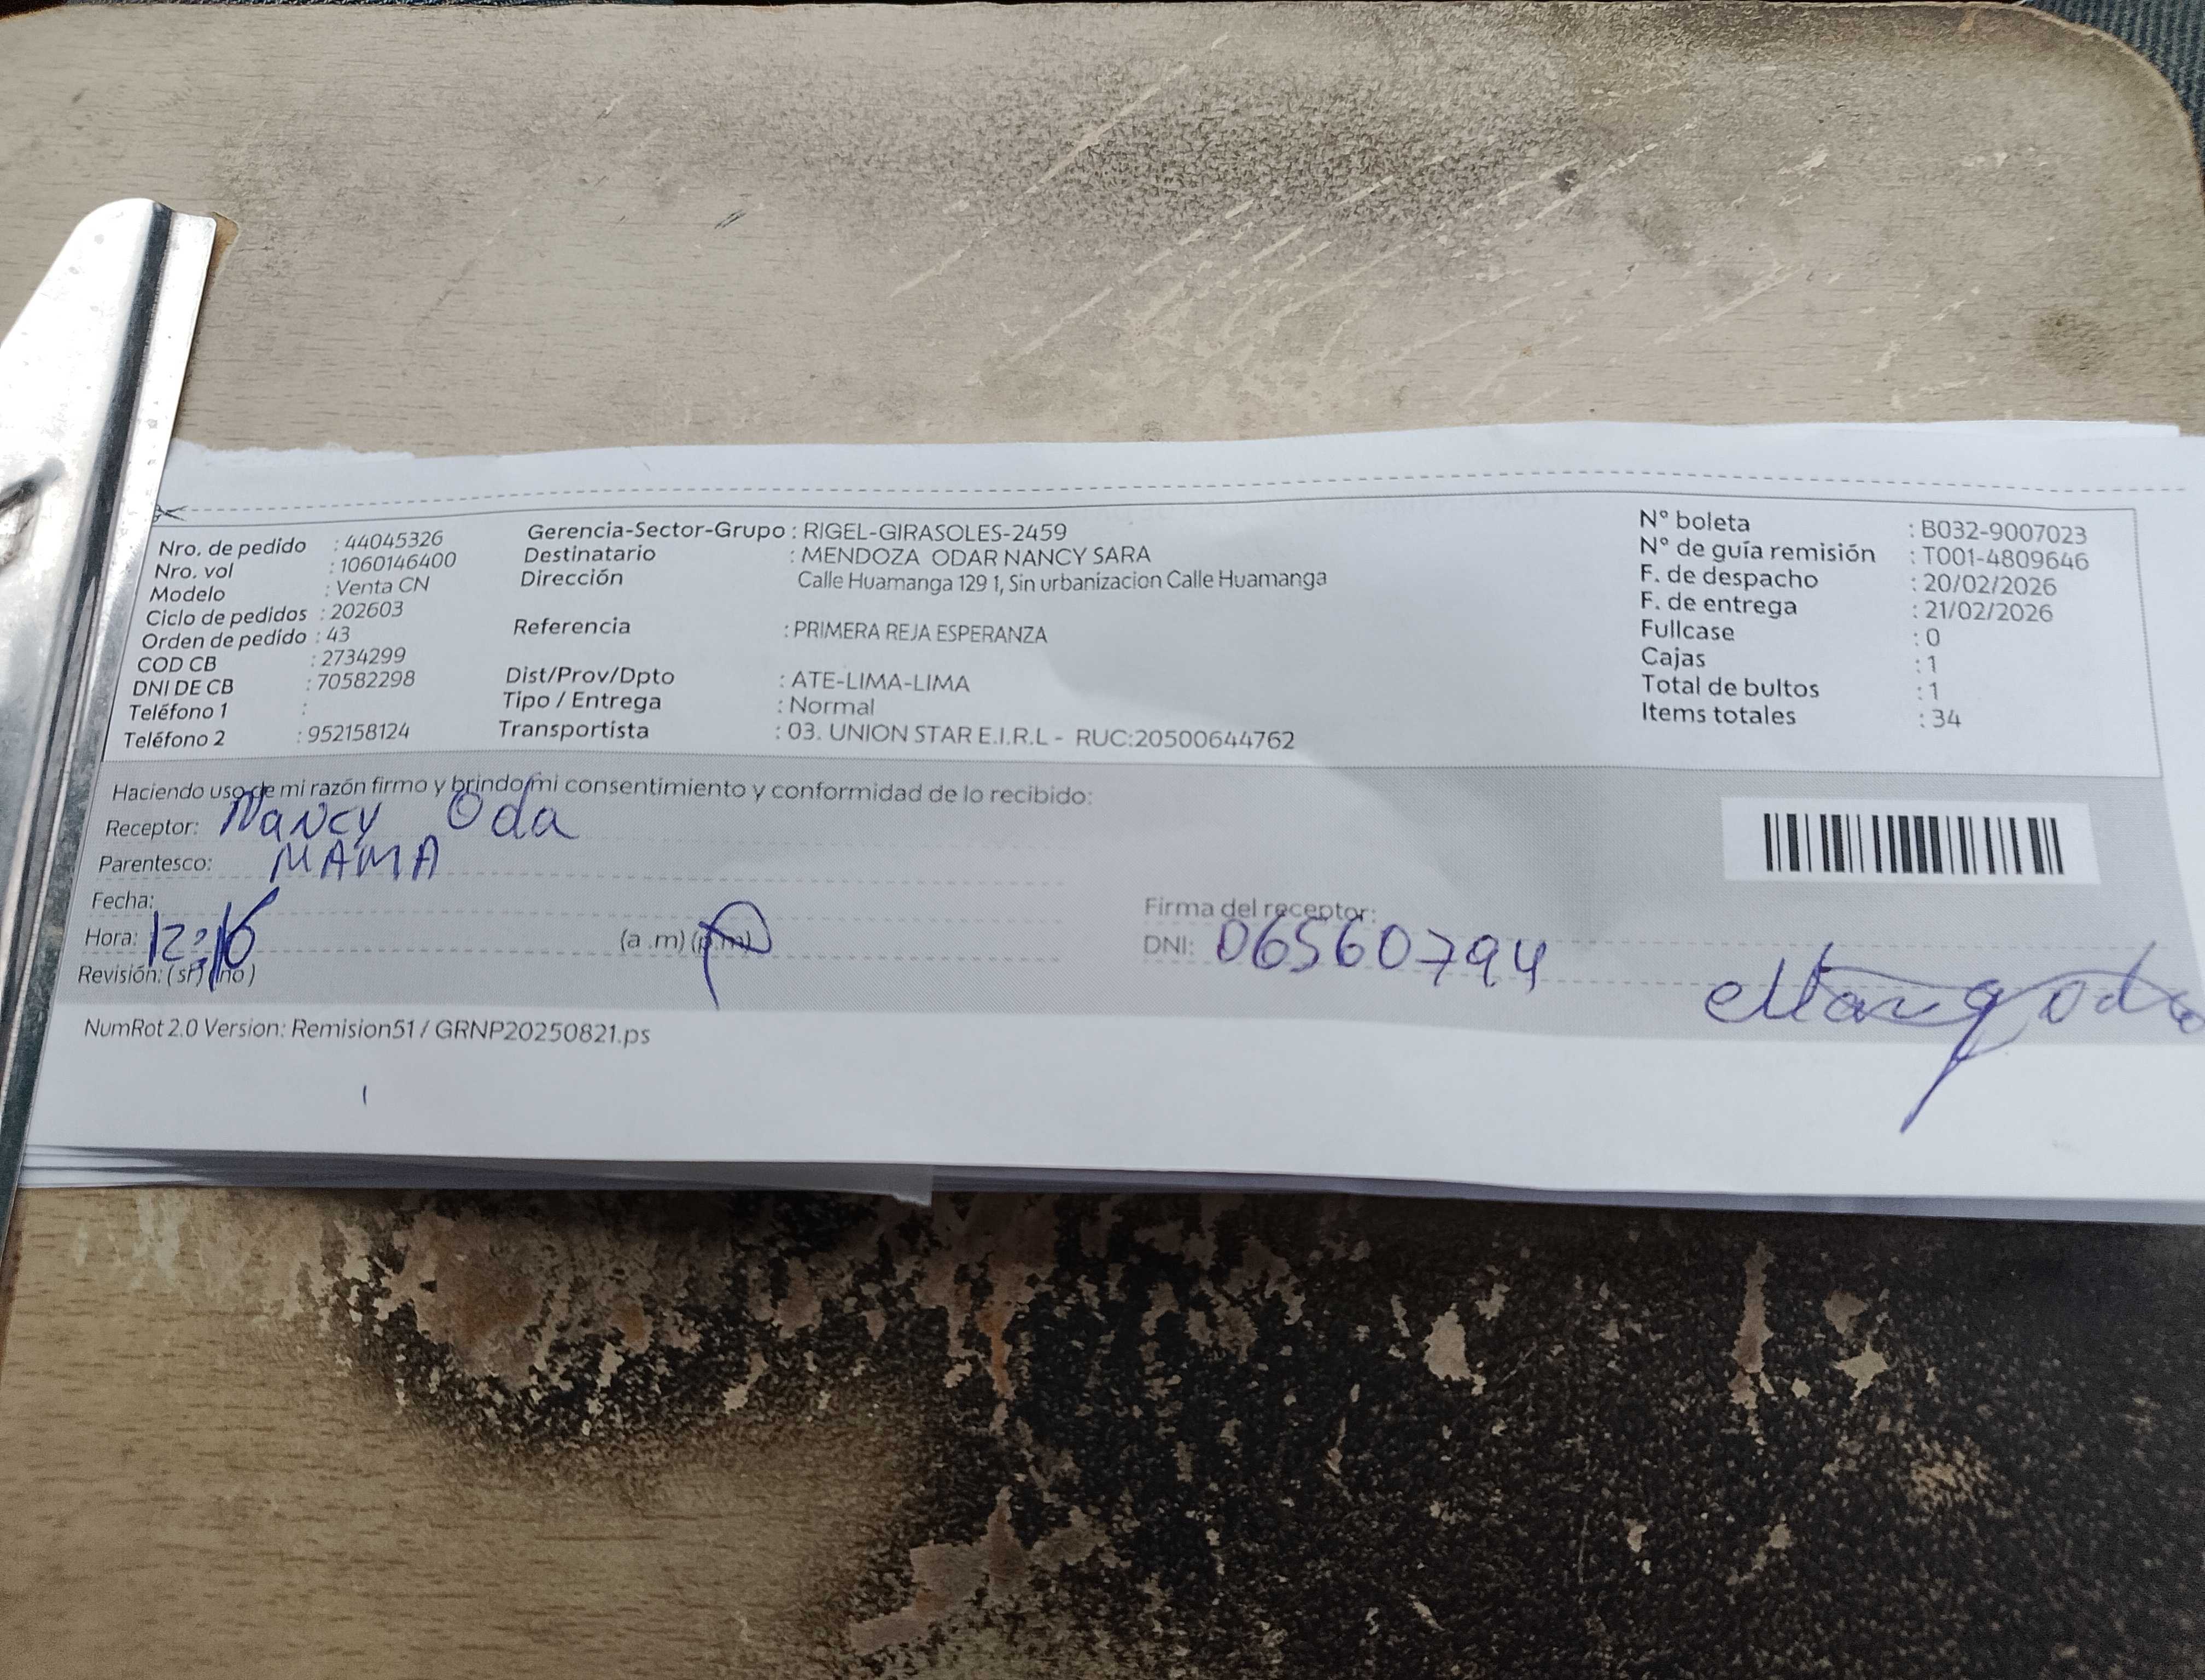 Nro. de pedido : 44045326
Nro. vol : 1060146400
Modelo : Venta CN
Ciclo de pedidos : 202603
Orden de pedido : 43
COD CB : 2734299
DNI DE CB : 70582298
Teléfono 1 :
Teléfono 2 : 952158124
Gerencia-Sector-Grupo : RIGEL-GIRASOLES-2459
Destinatario : MENDOZA ODAR NANCY SARA
Dirección Calle Huamanga 129 1, Sin urbanizacion Calle Huamanga
Referencia : PRIMERA REJA ESPERANZA
Dist/Prov/Dpto : ATE-LIMA-LIMA
Tipo / Entrega : Normal
Transportista : 03. UNION STAR E.I.R.L - RUC:20500644762
N° boleta : B032-9007023
N° de guía remisión : T001-4809646
F. de despacho : 20/02/2026
F. de entrega : 21/02/2026
Fullcase : 0
Cajas : 1
Total de bultos : 1
Items totales : 34
Haciendo uso de mi razón firmo y brindo mi consentimiento y conformidad de lo recibido:
Receptor: Nancy Oda
Parentesco: MAMA
Fecha:
Hora: 12:16 (a .m) (p.m)
Revisión: ( sí) (no )
Firma del receptor:
DNI: 06560794
NumRot 2.0 Version: Remision51 / GRNP20250821.ps